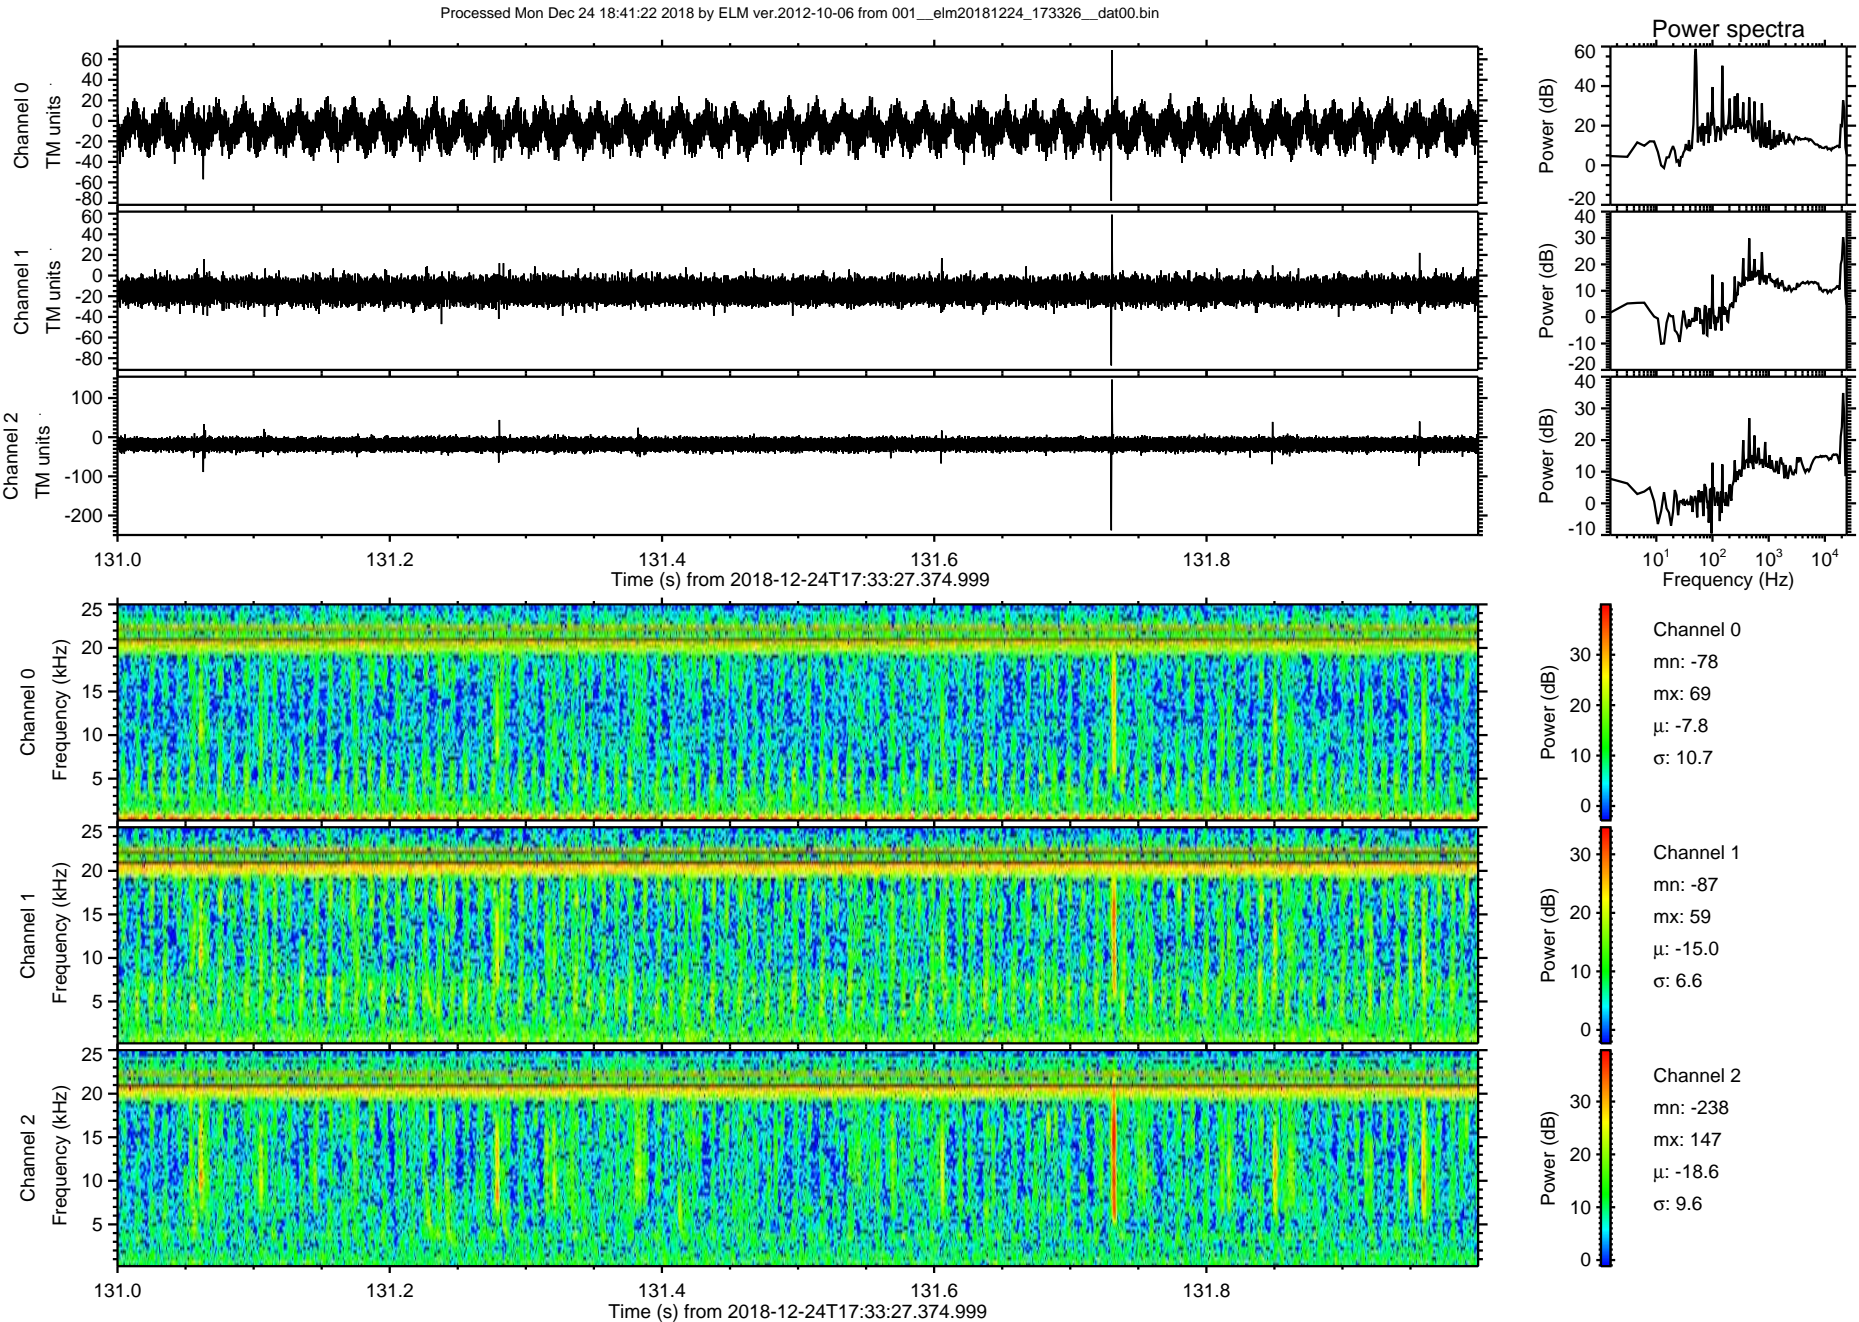 Processed Mon Dec 24 18:41:22 2018 by ELM ver.2012-10-06 from 001__elm20181224_173326__dat00.bin
Power spectra
Channel 0
TM units
60
40
20
0
-20
-40
-60
-80
Power (dB)
60
40
20
0
-20
Channel 1
TM units
60
40
20
0
-20
-40
-60
-80
Power (dB)
40
30
20
10
0
-10
-20
Channel 2
TM units
100
0
-100
-200
Power (dB)
40
30
20
10
0
-10
131.0 131.2 131.4 131.6 131.8
Time (s) from 2018-12-24T17:33:27.374.999
10^1 10^2 10^3 10^4
Frequency (Hz)
Channel 0
Frequency (kHz)
25
20
15
10
5
Power (dB)
30
20
10
0
Channel 0
mn: -78
mx: 69
μ: -7.8
σ: 10.7
Channel 1
Frequency (kHz)
25
20
15
10
5
Power (dB)
30
20
10
0
Channel 1
mn: -87
mx: 59
μ: -15.0
σ: 6.6
Channel 2
Frequency (kHz)
25
20
15
10
5
Power (dB)
30
20
10
0
Channel 2
mn: -238
mx: 147
μ: -18.6
σ: 9.6
131.0 131.2 131.4 131.6 131.8
Time (s) from 2018-12-24T17:33:27.374.999